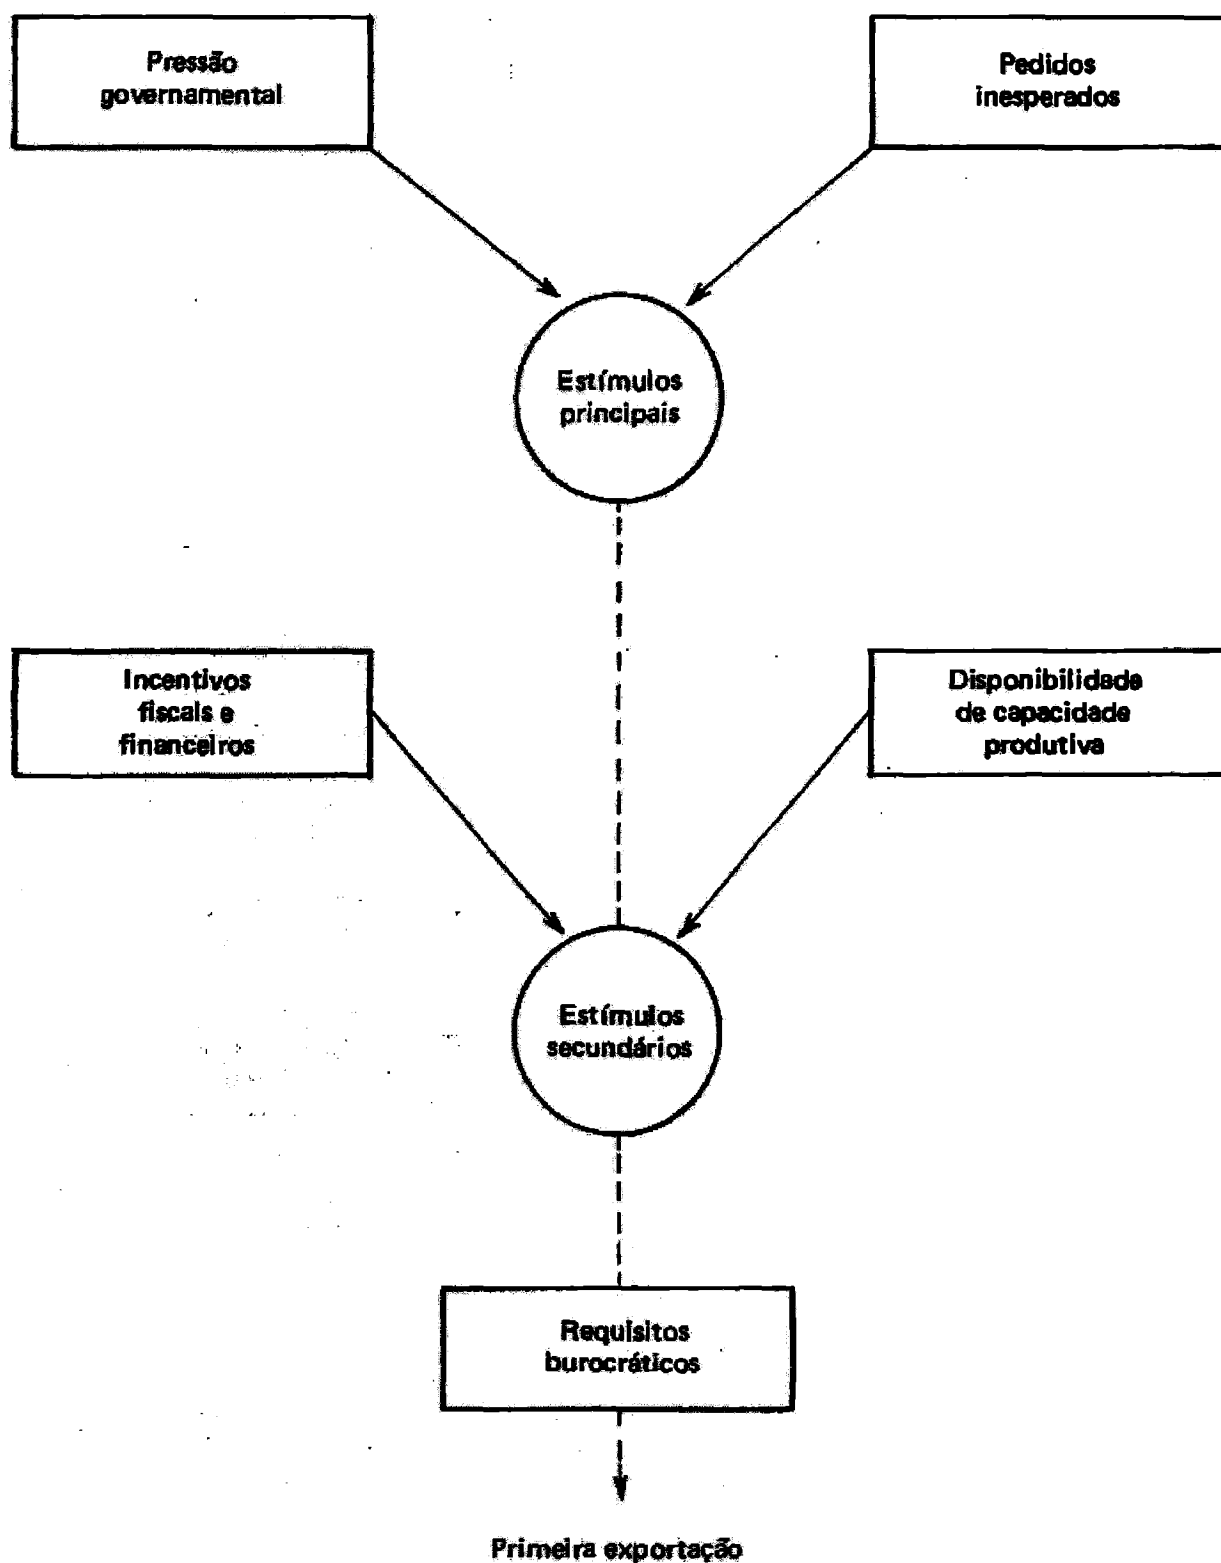 Pressão
governamental
Pedidos
inesperados
Estímulos
principais
Incentivos
fiscais e
financeiros
Disponibilidade
de capacidade
produtiva
Estímulos
secundários
Requisitos
burocráticos
Primeira exportação